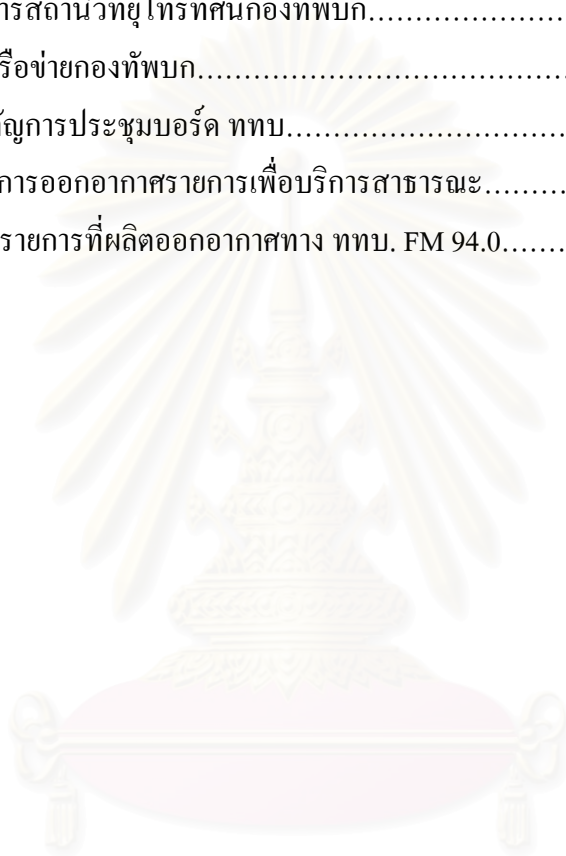 ารสถานีวิทยุโทรทัศน์กองทัพบก..........................
รือข่ายกองทัพบก..........................................
ัญการประชุมบอร์ด ททบ.................................
การออกอากาศรายการเพื่อบริการสาธารณะ.........
รายการที่ผลิตออกอากาศทาง ททบ. FM 94.0.......